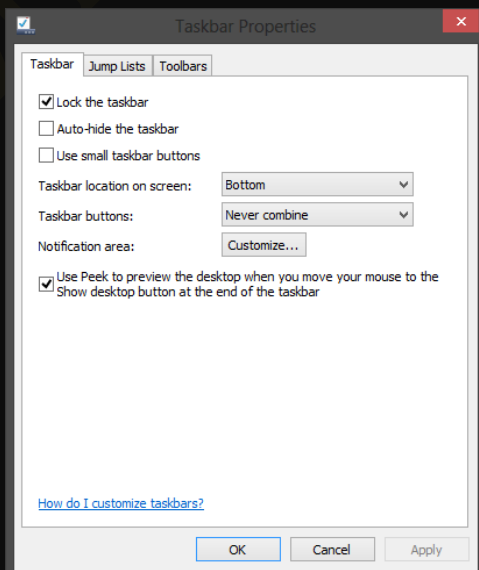 Taskbar Properties
Taskbar Jump Lists Toolbars
Lock the taskbar
Auto-hide the taskbar
Use small taskbar buttons
Taskbar location on screen: Bottom
Taskbar buttons: Never combine
Notification area: Customize...
Use Peek to preview the desktop when you move your mouse to the
Show desktop button at the end of the taskbar
How do I customize taskbars?
OK Cancel Apply